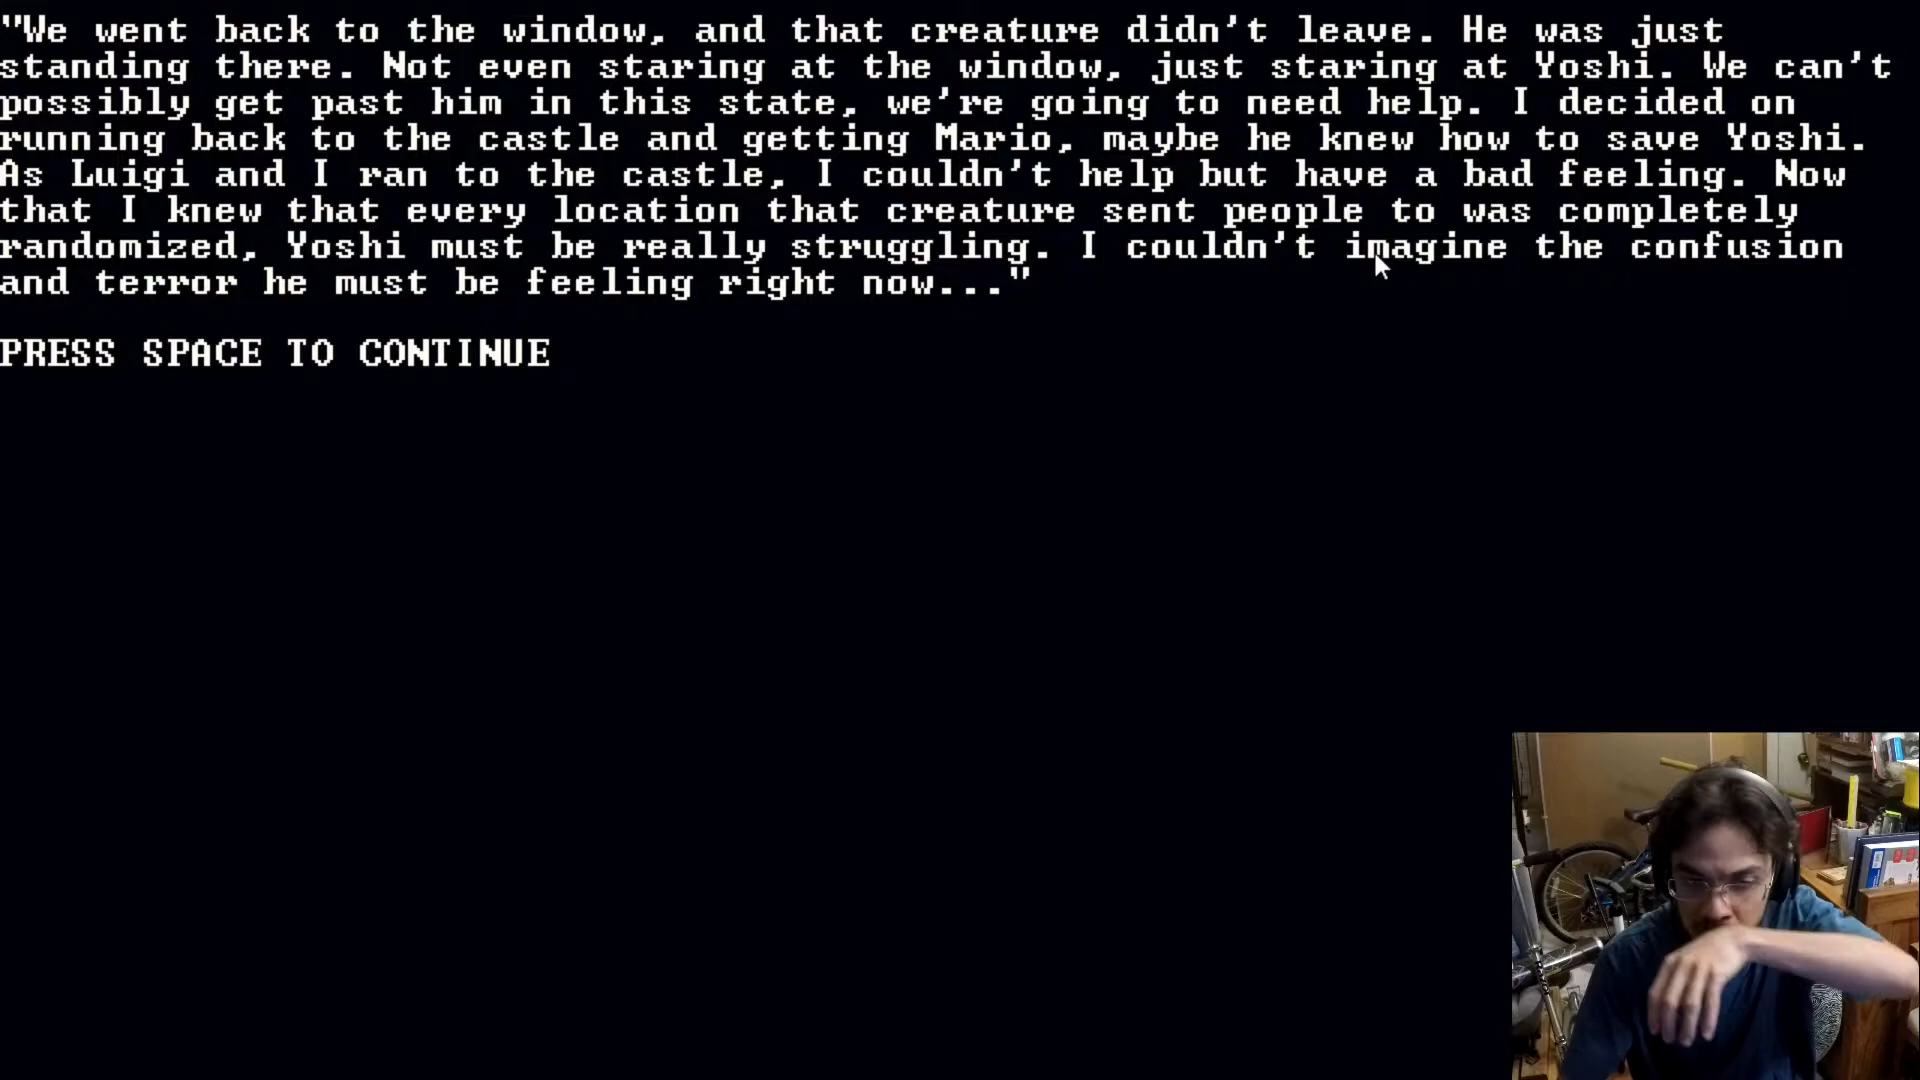 "We went back to the window, and that creature didn't leave. He was just
standing there. Not even staring at the window, just staring at Yoshi. We can't
possibly get past him in this state, we're going to need help. I decided on
running back to the castle and getting Mario, maybe he knew how to save Yoshi.
As Luigi and I ran to the castle, I couldn't help but have a bad feeling. Now
that I knew that every location that creature sent people to was completely
randomized, Yoshi must be really struggling. I couldn't imagine the confusion
and terror he must be feeling right now..."
PRESS SPACE TO CONTINUE